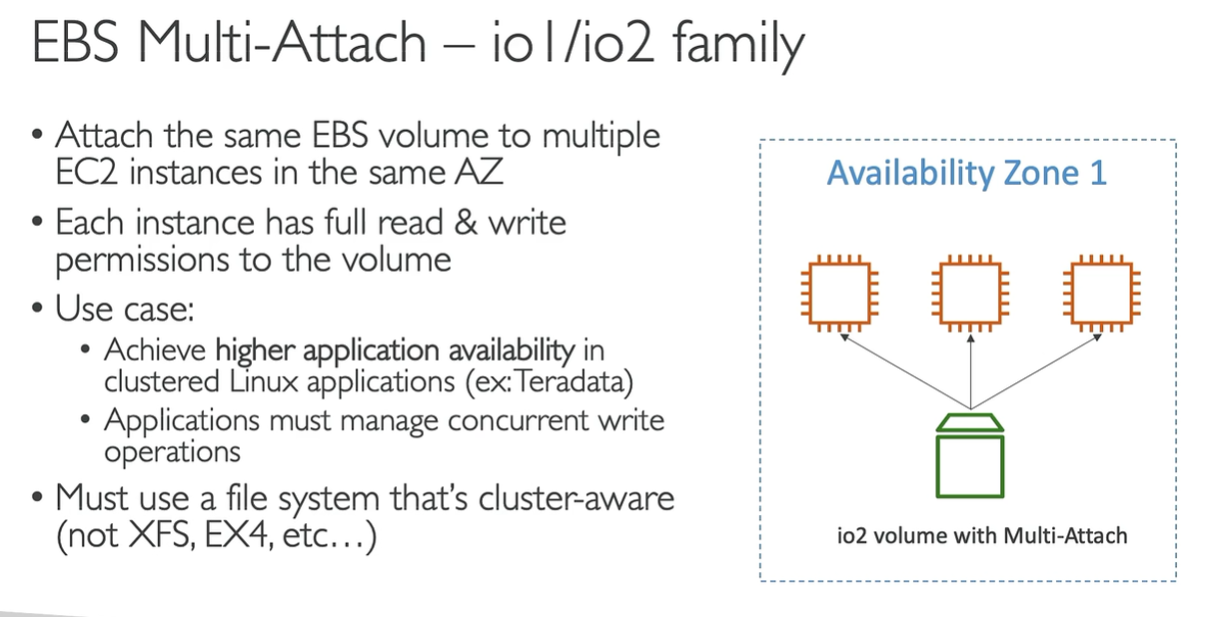 EBS Multi-Attach – io1/io2 family
• Attach the same EBS volume to multiple
EC2 instances in the same AZ
• Each instance has full read & write
permissions to the volume
• Use case:
• Achieve higher application availability in
clustered Linux applications (ex: Teradata)
• Applications must manage concurrent write
operations
• Must use a file system that's cluster-aware
(not XFS, EX4, etc…)
Availability Zone 1
io2 volume with Multi-Attach